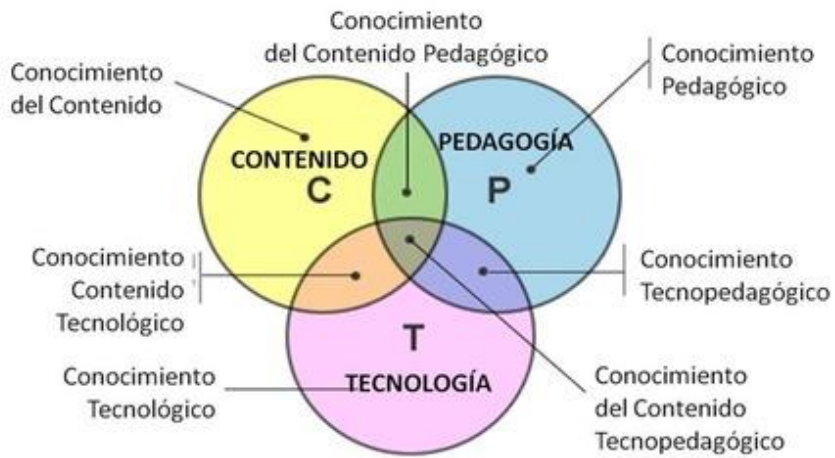 Conocimiento
del Contenido Pedagógico
Conocimiento
Pedagógico
Conocimiento
del Contenido
CONTENIDO
C
PEDAGOGÍA
P
Conocimiento
Contenido
Tecnológico
Conocimiento
Tecnopedagógico
T
TECNOLOGÍA
Conocimiento
Tecnológico
Conocimiento
del Contenido
Tecnopedagógico